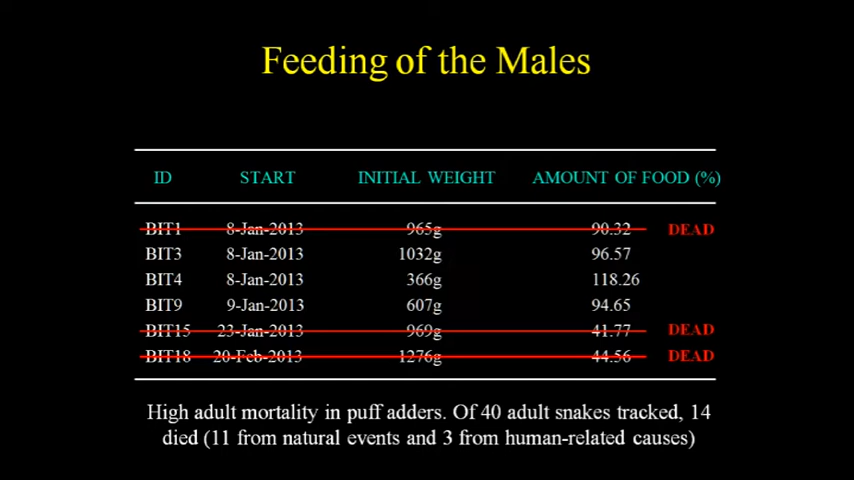 Feeding of the Males
ID START INITIAL WEIGHT AMOUNT OF FOOD (%)
BIT1 8-Jan-2013 965g 90.32 DEAD
BIT3 8-Jan-2013 1032g 96.57
BIT4 8-Jan-2013 366g 118.26
BIT9 9-Jan-2013 607g 94.65
BIT15 23-Jan-2013 969g 41.77 DEAD
BIT18 20-Feb-2013 1276g 44.56 DEAD
High adult mortality in puff adders. Of 40 adult snakes tracked, 14
died (11 from natural events and 3 from human-related causes)